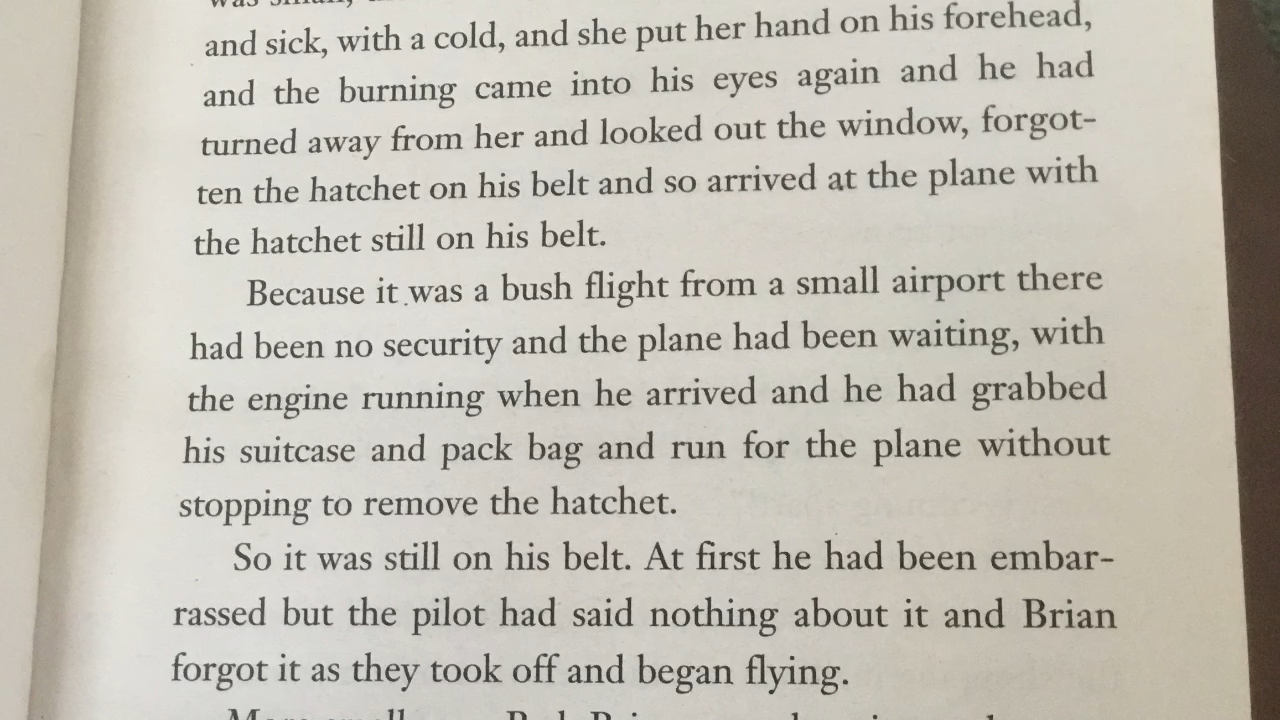 and sick, with a cold, and she put her hand on his forehead,
and the burning came into his eyes again and he had
turned away from her and looked out the window, forgot-
ten the hatchet on his belt and so arrived at the plane with
the hatchet still on his belt.
Because it was a bush flight from a small airport there
had been no security and the plane had been waiting, with
the engine running when he arrived and he had grabbed
his suitcase and pack bag and run for the plane without
stopping to remove the hatchet.
So it was still on his belt. At first he had been embar-
rassed but the pilot had said nothing about it and Brian
forgot it as they took off and began flying.